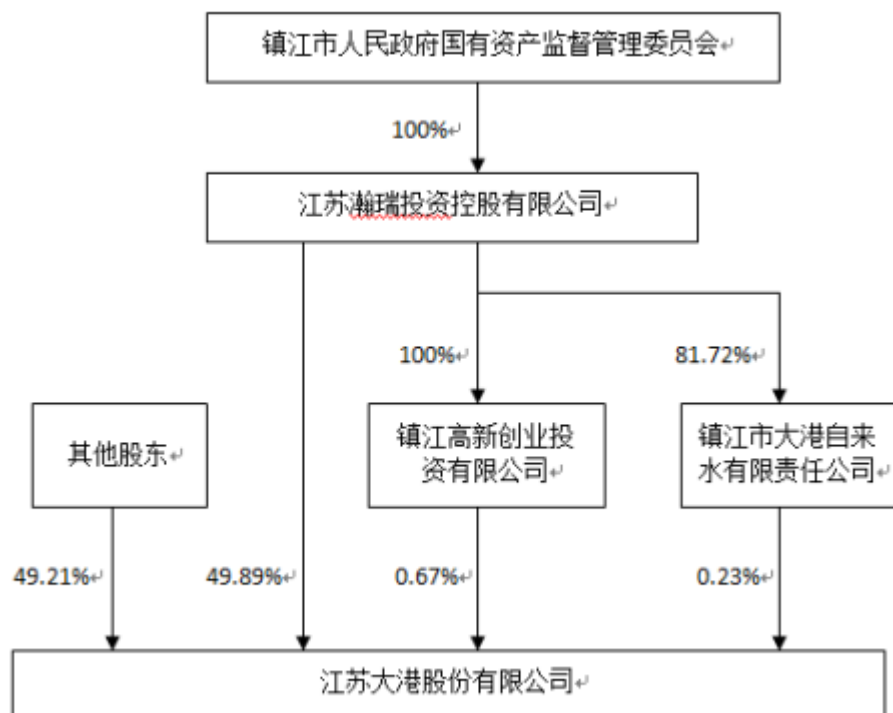 镇江市人民政府国有资产监督管理委员会
100%
江苏瀚瑞投资控股有限公司
100%
81.72%
其他股东
镇江高新创业投
资有限公司
镇江市大港自来
水有限责任公司
49.21%
49.89%
0.67%
0.23%
江苏大港股份有限公司